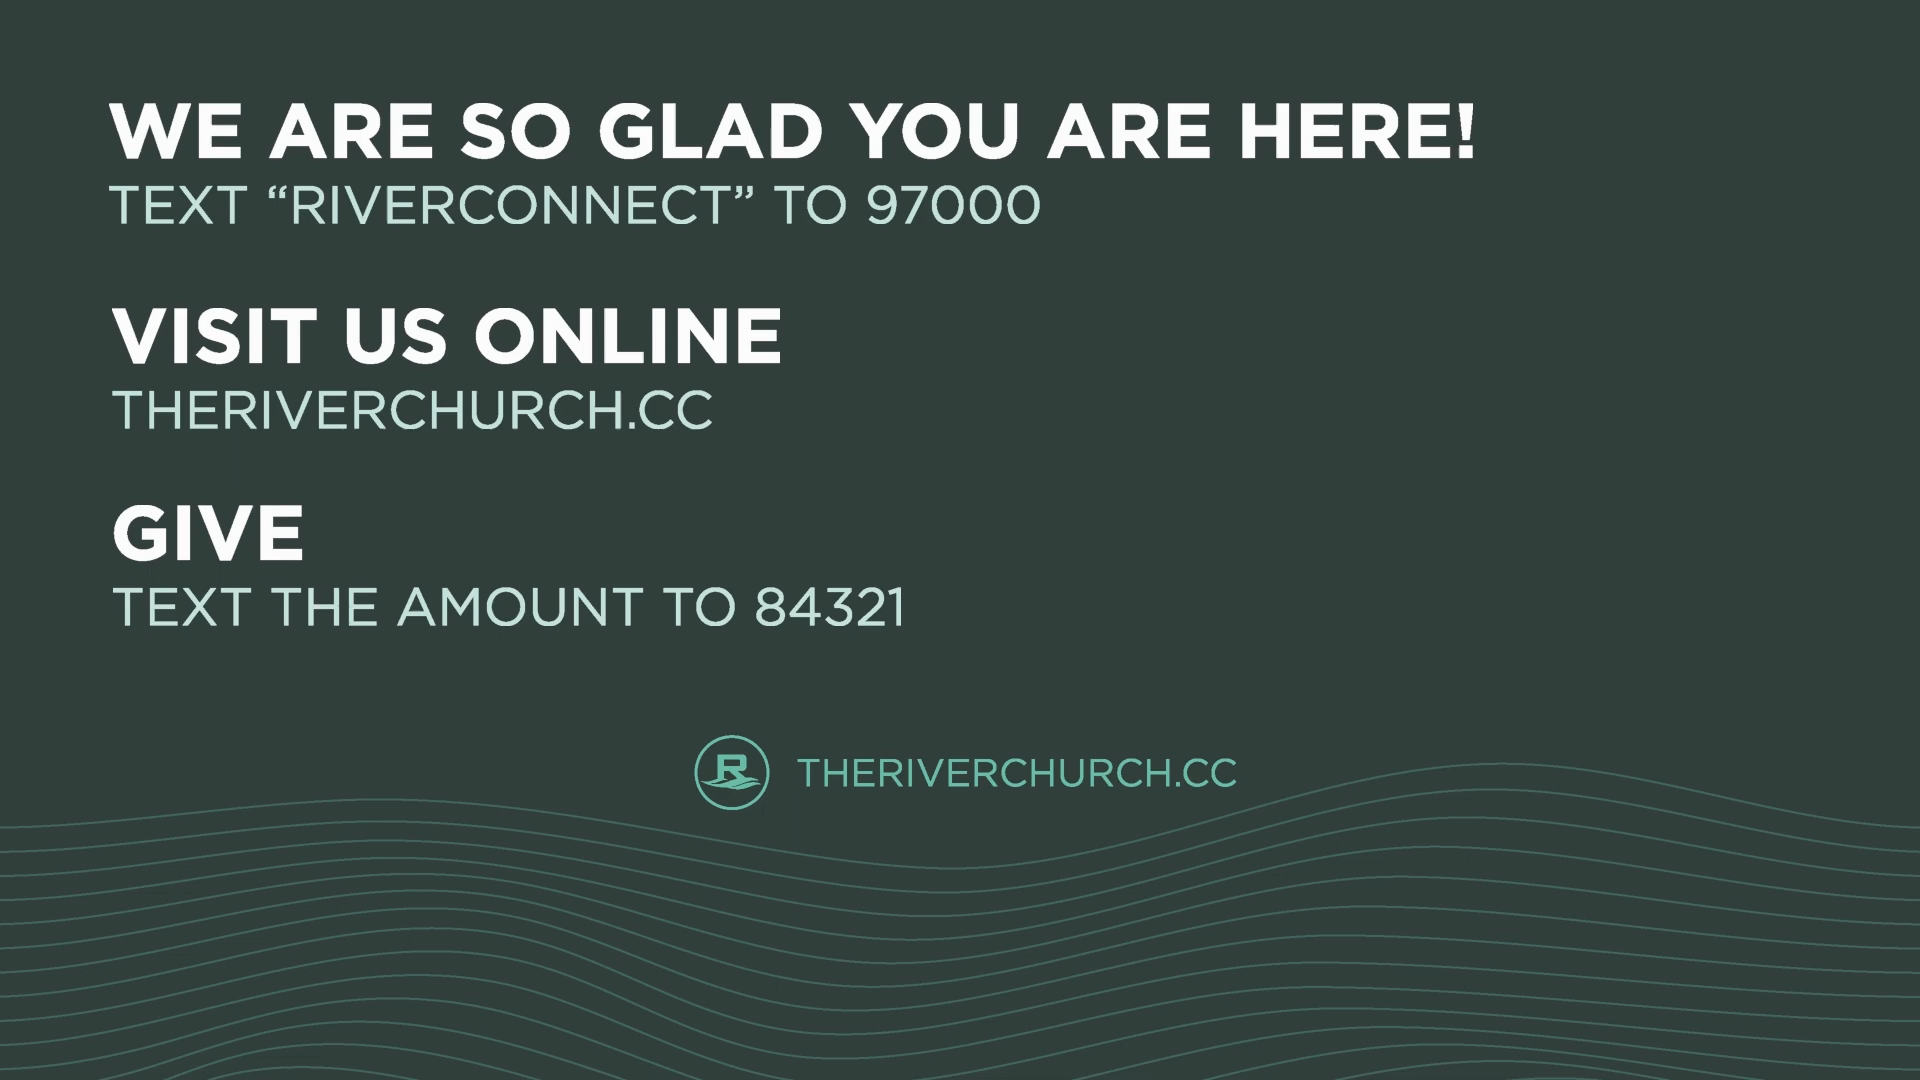 WE ARE SO GLAD YOU ARE HERE!
TEXT “RIVERCONNECT” TO 97000
VISIT US ONLINE
THERIVERCHURCH.CC
GIVE
TEXT THE AMOUNT TO 84321
R THERIVERCHURCH.CC